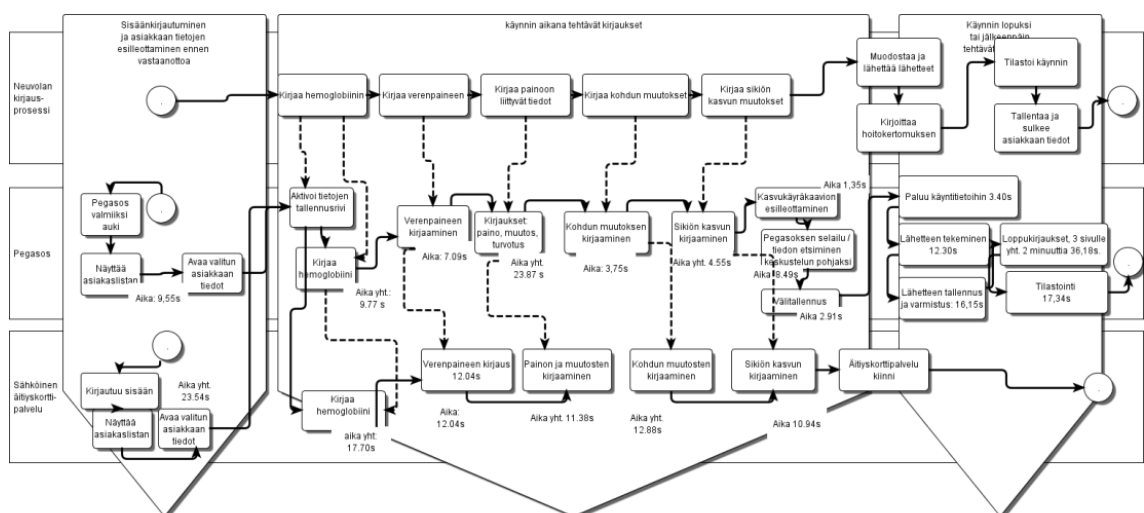 Sisäänkirjautuminen
ja asiakkaan tietojen
esilleottaminen ennen
vastaanottoa
käynnin aikana tehtävät kirjaukset
Käynnin lopuksi
tai jälkeenpäin
tehtävät
Neuvolan
kirjaus-
prosessi
Kirjaa hemoglobiinin
Kirjaa verenpaineen
Kirjaa painoon
liittyvät tiedot
Kirjaa kohdun muutokset
Kirjaa sikiön
kasvun muutokset
Muodostaa ja
lähettää lähetteet
Kirjoittaa
hoitokertomuksen
Tilastoi käynnin
Tallentaa ja
sulkee
asiakkaan tiedot
Pegasos
Pegasos
valmiiksi
auki
Näyttää
asiakaslistan
Aika: 9,55s
Avaa valitun
asiakkaan
tiedot
Aktivoi tietojen
tallennusrivi
Kirjaa
hemoglobiini
Aika yht.:
9.77 s
Verenpaineen
kirjaaminen
Aika: 7.09s
Kirjaukset:
paino, muutos,
turvotus
Aika yht.
23.87 s
Kohdun muutoksen
kirjaaminen
Aika: 3,75s
Sikiön kasvun
kirjaaminen
Aika yht. 4.55s
Kasvukäyräkaavion
esilleottaminen
Aika 1,35s
Pegasoksen selailu /
tiedon etsiminen
keskustelun pohjaksi
Aika 8.49s
Välitallennus
Aika 2.91s
Paluu käyntitietoihin 3.40s
Lähetteen tekeminen
12.30s
Loppukirjaukset, 3 sivulle
yht. 2 minuuttia 36,18s.
Lähetteen tallennus
ja varmistus: 16,15s
Tilastointi
17,34s
Sähköinen
äitiyskortti-
palvelu
Kirjautuu sisään
Aika yht.
23.54s
Näyttää
asiakaslistan
Avaa valitun
asiakkaan
tiedot
Kirjaa
hemoglobiini
aika yht:
17.70s
Verenpaineen kirjaus
12.04s
Aika:
12.04s
Painon ja muutosten
kirjaaminen
Aika yht. 11.38s
Kohdun muutosten
kirjaaminen
Aika yht.
12.88s
Sikiön kasvun
kirjaaminen
Aika 10.94s
Äitiyskorttipalvelu
kiinni